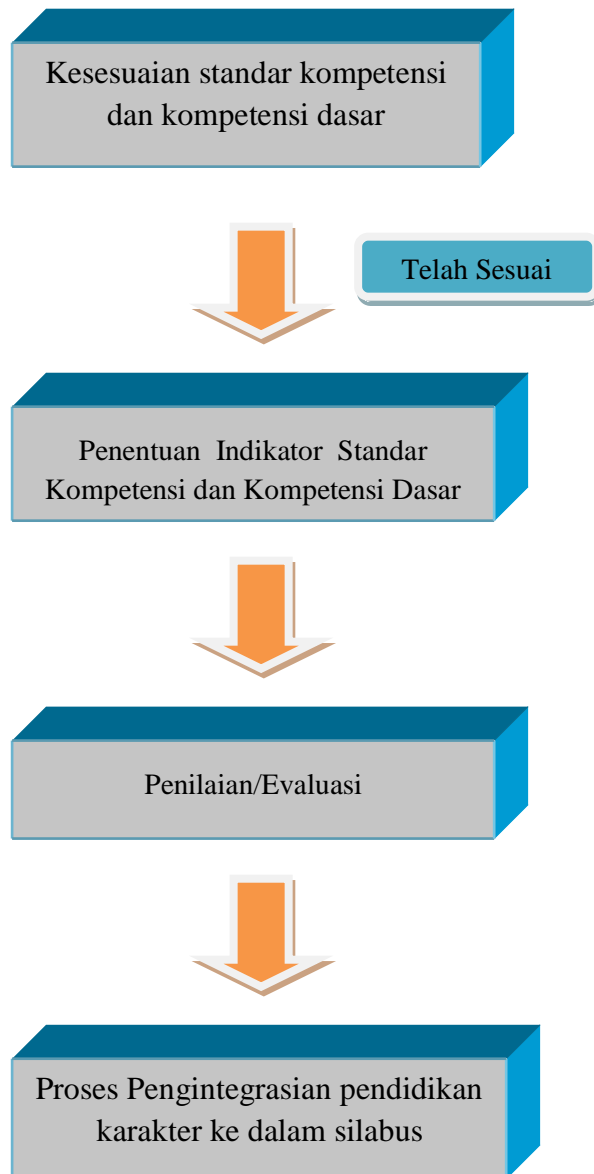 Kesesuaian standar kompetensi
dan kompetensi dasar
Telah Sesuai
Penentuan Indikator Standar
Kompetensi dan Kompetensi Dasar
Penilaian/Evaluasi
Proses Pengintegrasian pendidikan
karakter ke dalam silabus